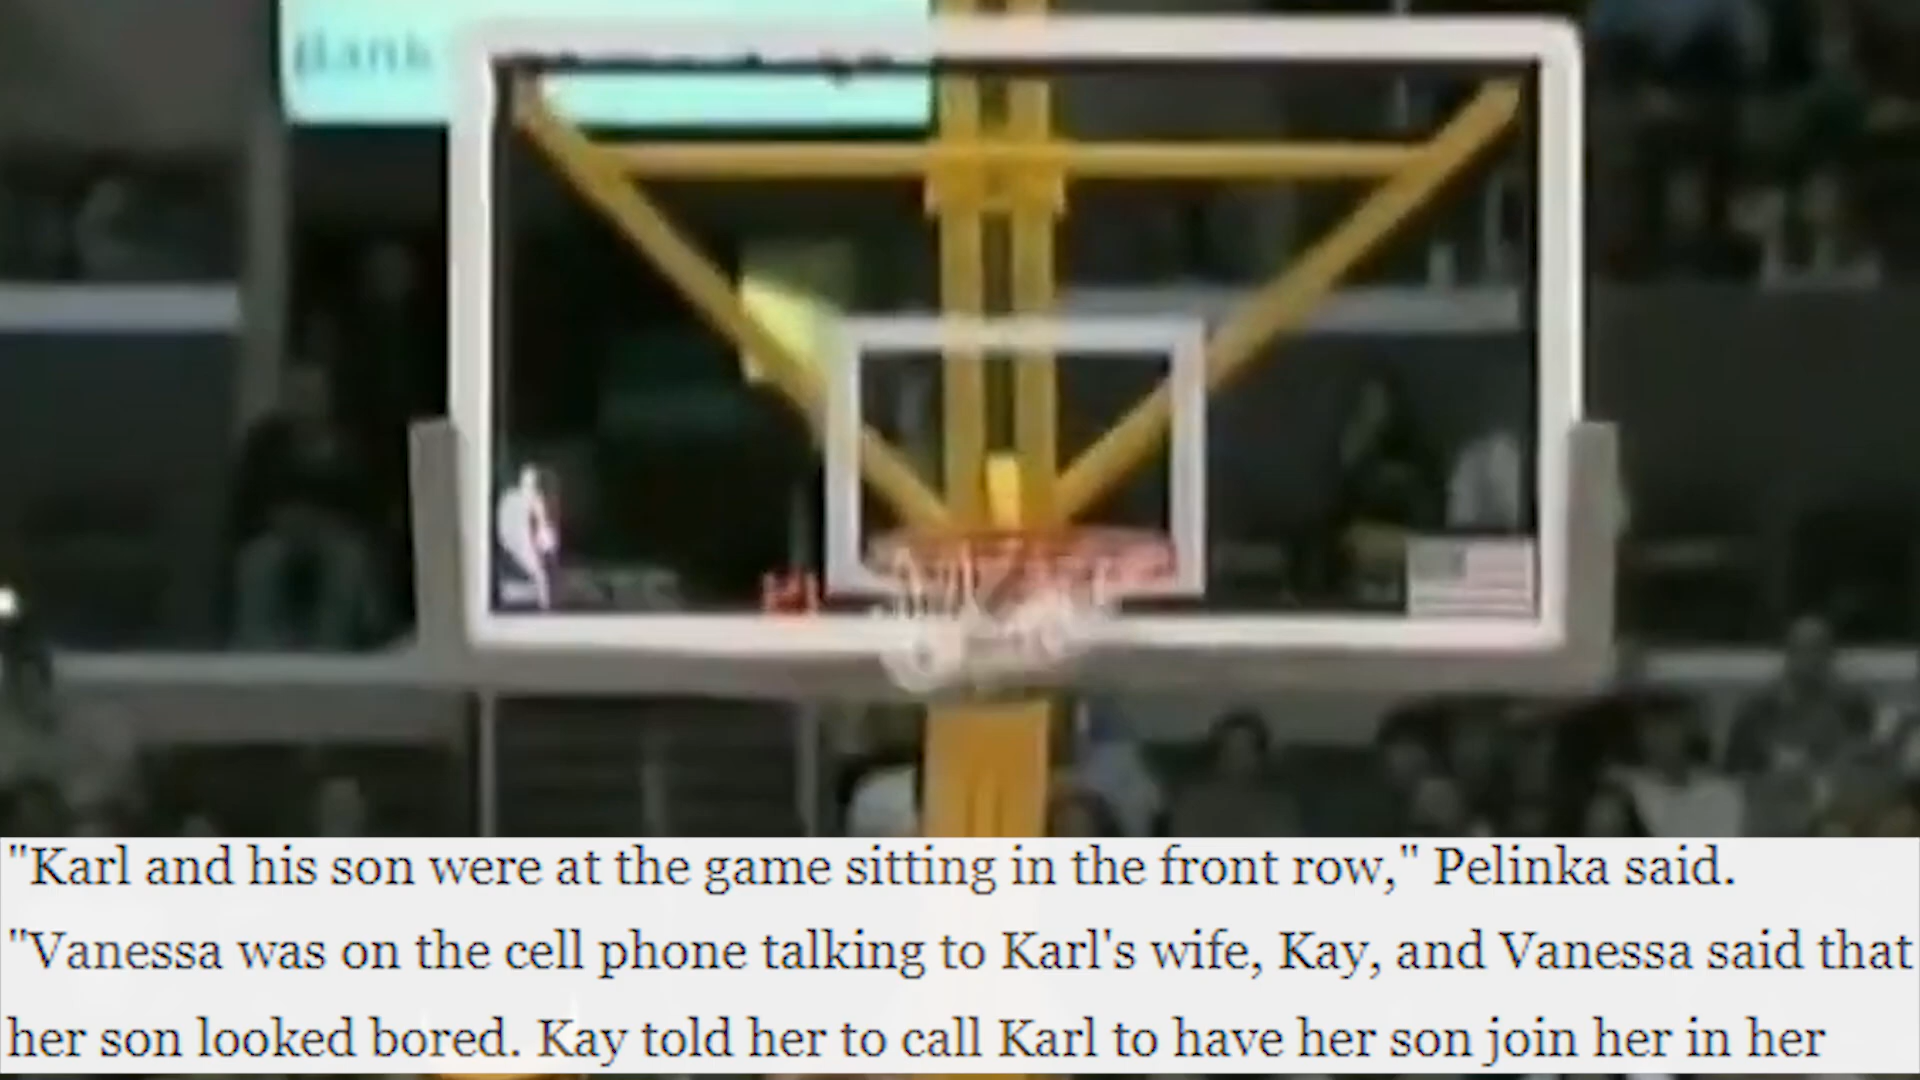 Bank
"Karl and his son were at the game sitting in the front row," Pelinka said.
"Vanessa was on the cell phone talking to Karl's wife, Kay, and Vanessa said that
her son looked bored. Kay told her to call Karl to have her son join her in her